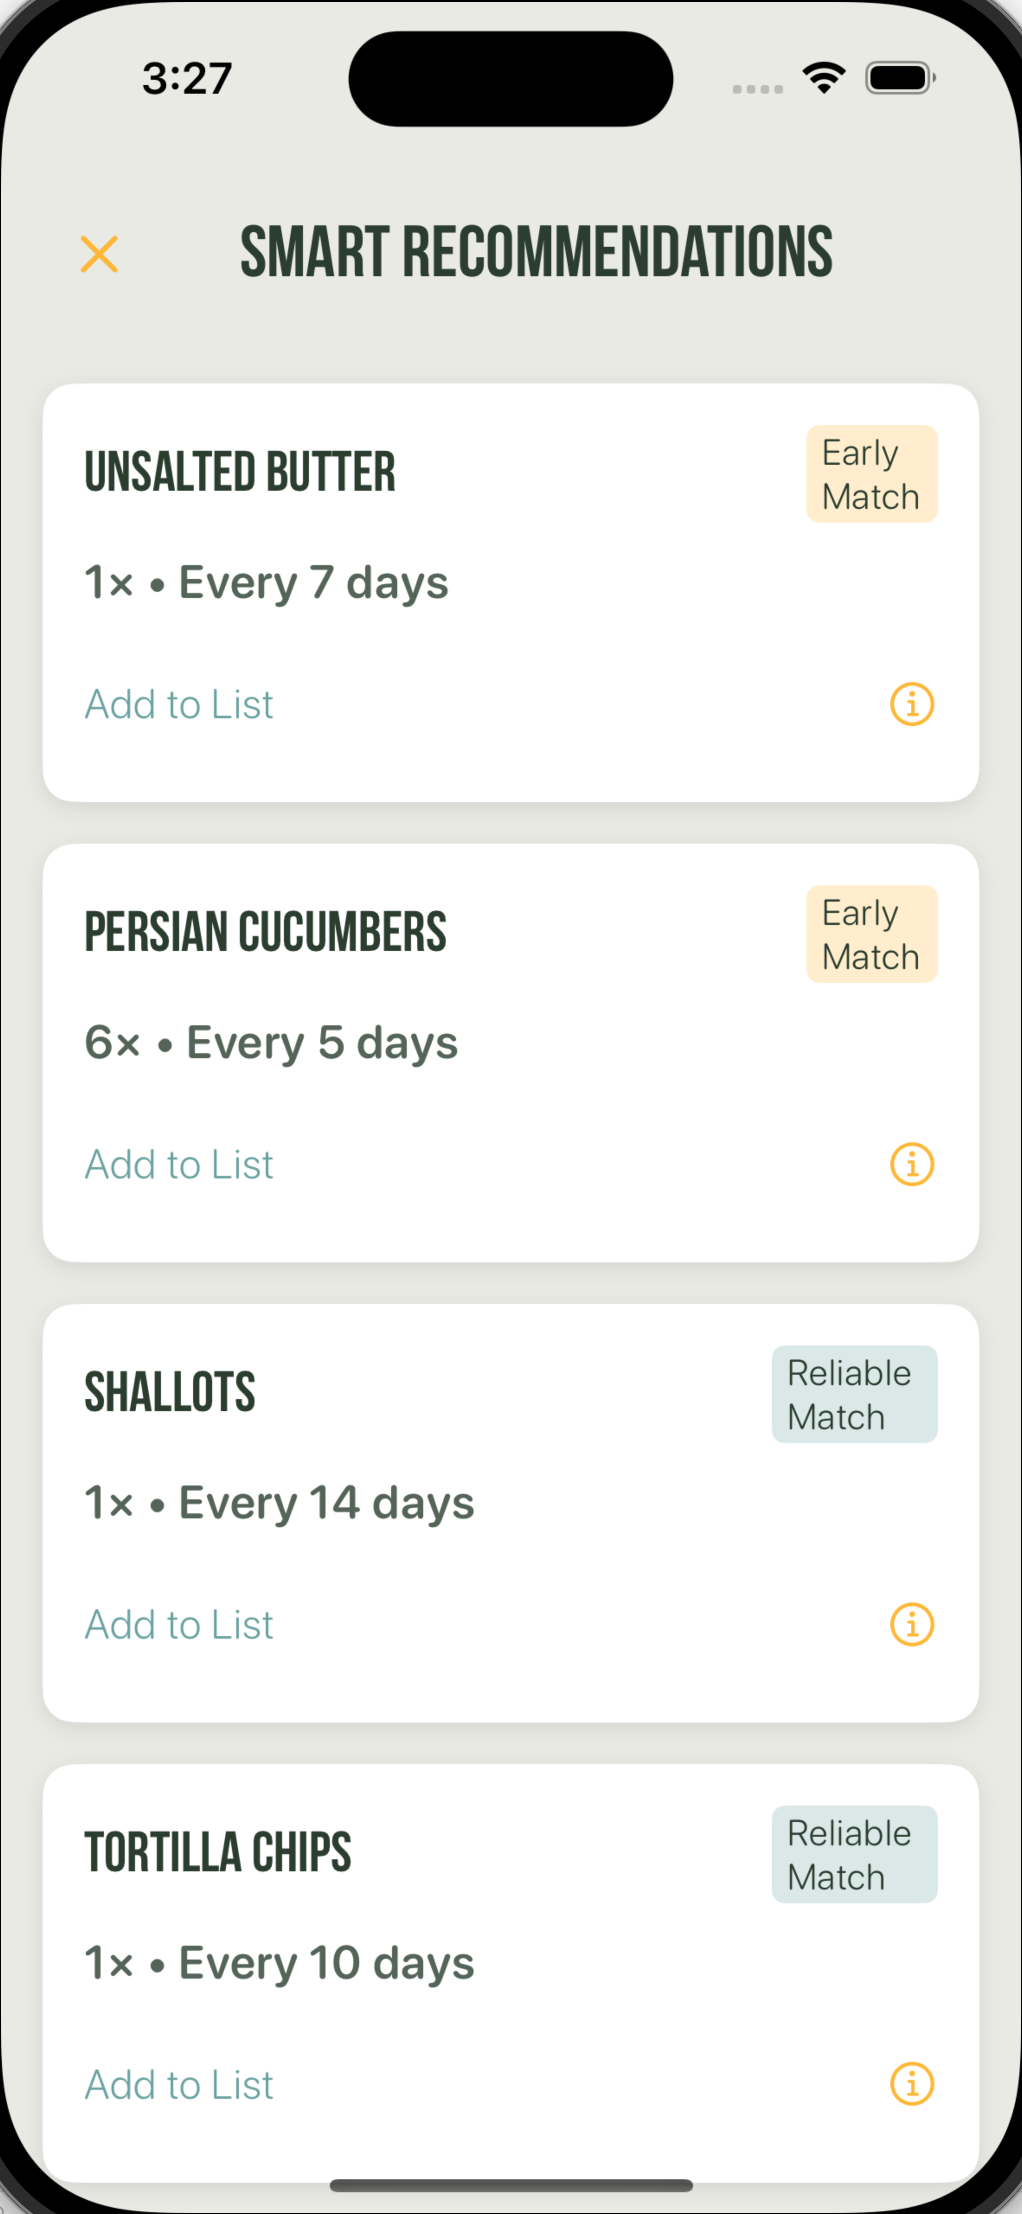 3:27
SMART RECOMMENDATIONS
UNSALTED BUTTER
Early
Match
1× • Every 7 days
Add to List
PERSIAN CUCUMBERS
Early
Match
6× • Every 5 days
Add to List
SHALLOTS
Reliable
Match
1× • Every 14 days
Add to List
TORTILLA CHIPS
Reliable
Match
1× • Every 10 days
Add to List